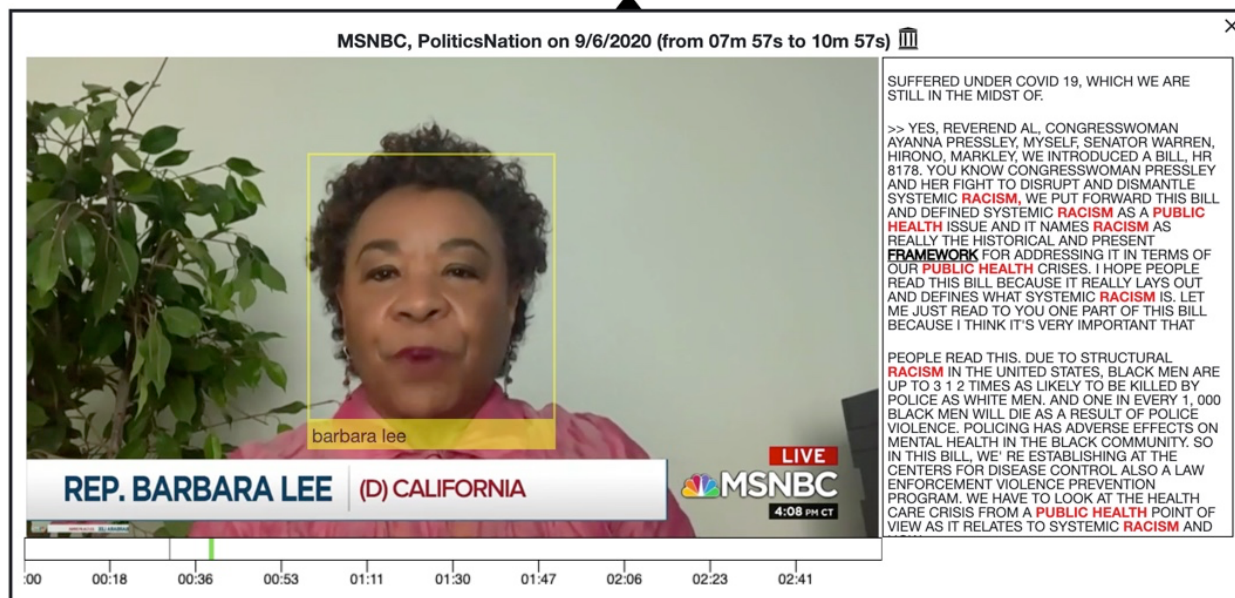 MSNBC, PoliticsNation on 9/6/2020 (from 07m 57s to 10m 57s)
barbara lee
REP. BARBARA LEE (D) CALIFORNIA
LIVE
MSNBC
4:08 PM CT
:00 00:18 00:36 00:53 01:11 01:30 01:47 02:06 02:23 02:41
SUFFERED UNDER COVID 19, WHICH WE ARE
STILL IN THE MIDST OF.
>> YES, REVEREND AL, CONGRESSWOMAN
AYANNA PRESSLEY, MYSELF, SENATOR WARREN,
HIRONO, MARKLEY, WE INTRODUCED A BILL, HR
8178. YOU KNOW CONGRESSWOMAN PRESSLEY
AND HER FIGHT TO DISRUPT AND DISMANTLE
SYSTEMIC RACISM, WE PUT FORWARD THIS BILL
AND DEFINED SYSTEMIC RACISM AS A PUBLIC
HEALTH ISSUE AND IT NAMES RACISM AS
REALLY THE HISTORICAL AND PRESENT
FRAMEWORK FOR ADDRESSING IT IN TERMS OF
OUR PUBLIC HEALTH CRISES. I HOPE PEOPLE
READ THIS BILL BECAUSE IT REALLY LAYS OUT
AND DEFINES WHAT SYSTEMIC RACISM IS. LET
ME JUST READ TO YOU ONE PART OF THIS BILL
BECAUSE I THINK IT'S VERY IMPORTANT THAT
PEOPLE READ THIS. DUE TO STRUCTURAL
RACISM IN THE UNITED STATES, BLACK MEN ARE
UP TO 3 1 2 TIMES AS LIKELY TO BE KILLED BY
POLICE AS WHITE MEN. AND ONE IN EVERY 1, 000
BLACK MEN WILL DIE AS A RESULT OF POLICE
VIOLENCE. POLICING HAS ADVERSE EFFECTS ON
MENTAL HEALTH IN THE BLACK COMMUNITY. SO
IN THIS BILL, WE' RE ESTABLISHING AT THE
CENTERS FOR DISEASE CONTROL ALSO A LAW
ENFORCEMENT VIOLENCE PREVENTION
PROGRAM. WE HAVE TO LOOK AT THE HEALTH
CARE CRISIS FROM A PUBLIC HEALTH POINT OF
VIEW AS IT RELATES TO SYSTEMIC RACISM AND